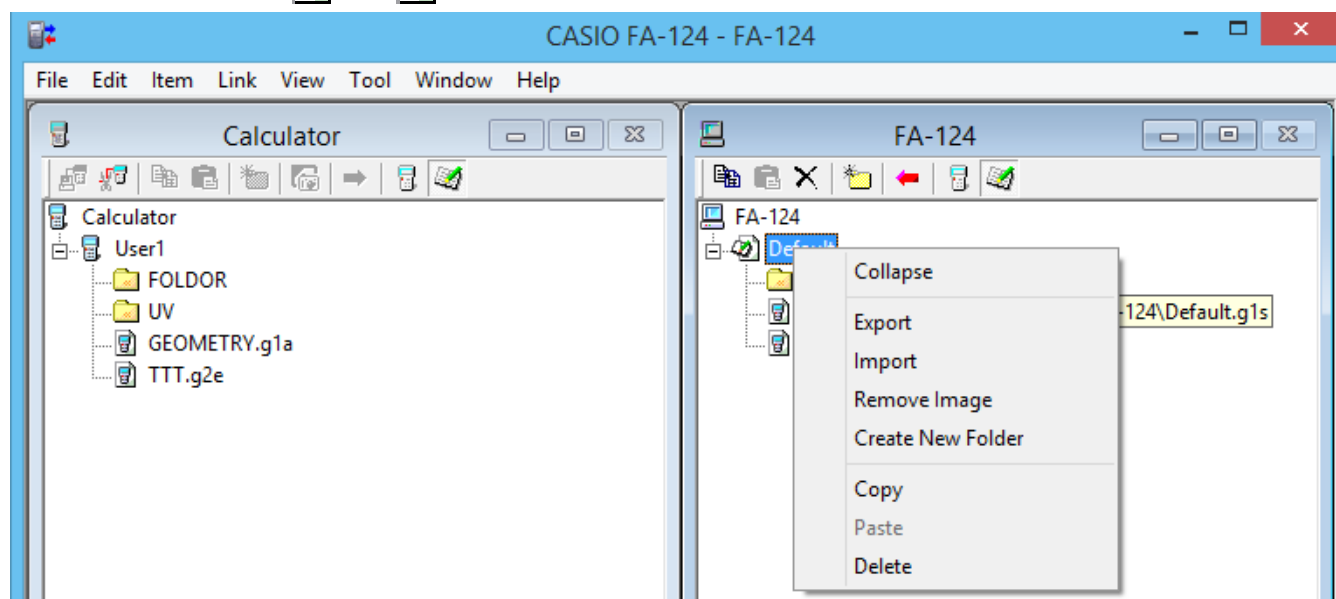 CASIO FA-124 - FA-124
File Edit Item Link View Tool Window Help
Calculator
Calculator
User1
FOLDOR
UV
GEOMETRY.g1a
TTT.g2e
FA-124
FA-124
Default
-124\Default.g1s
Collapse
Export
Import
Remove Image
Create New Folder
Copy
Paste
Delete